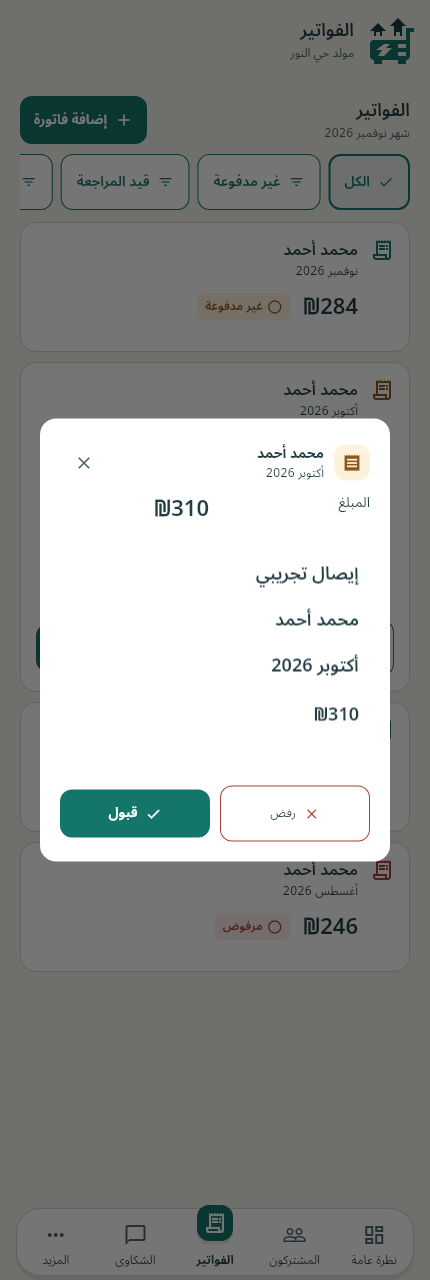 الفواتير
مولد حي النور
الفواتير
شهر نوفمبر 2026
إضافة فاتورة
الكل
غير مدفوعة
قيد المراجعة
محمد أحمد
نوفمبر 2026
₪284
غير مدفوعة
محمد أحمد
أكتوبر 2026
محمد أحمد
أكتوبر 2026
المبلغ
₪310
إيصال تجريبي
محمد أحمد
أكتوبر 2026
₪310
رفض
قبول
محمد أحمد
أغسطس 2026
₪246
مرفوض
نظرة عامة
المشتركون
الفواتير
الشكاوى
المزيد